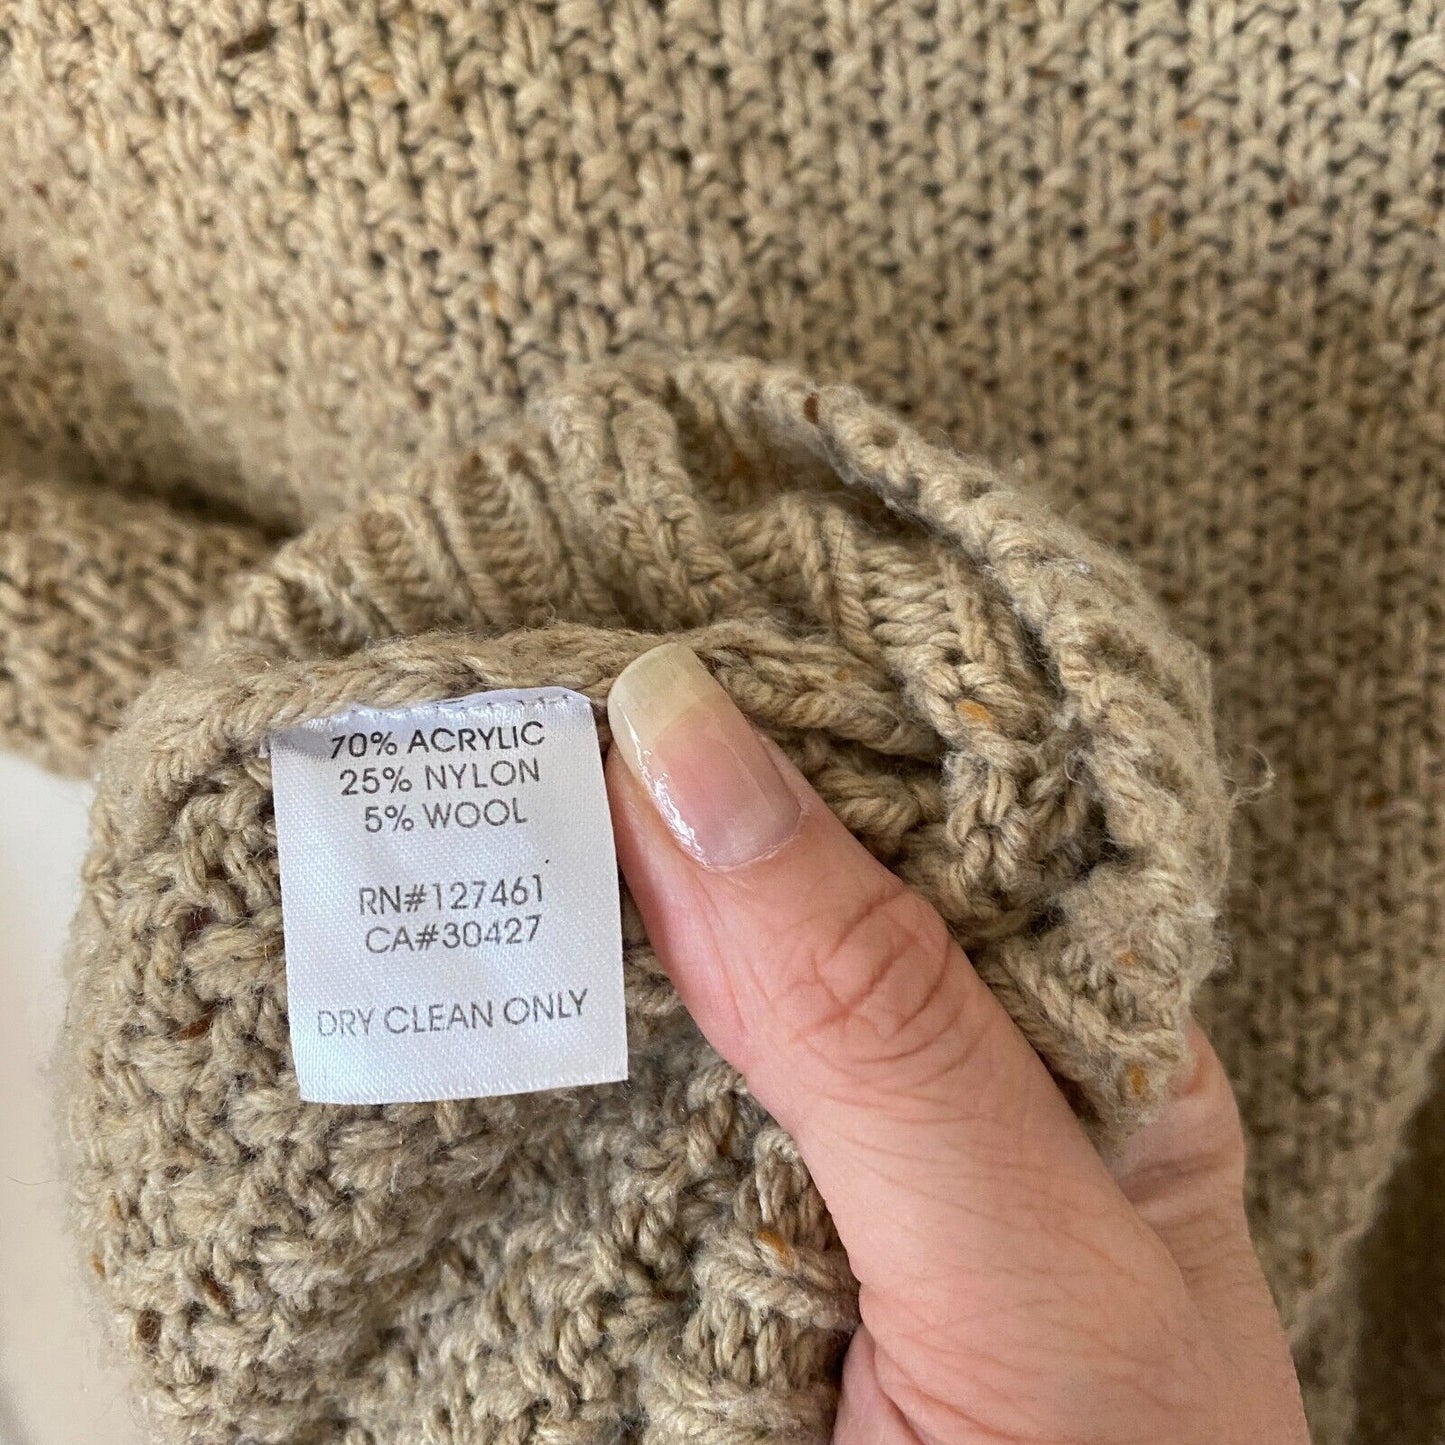 70% ACRYLIC
25% NYLON
5% WOOL
RN#127461
CA#30427
DRY CLEAN ONLY